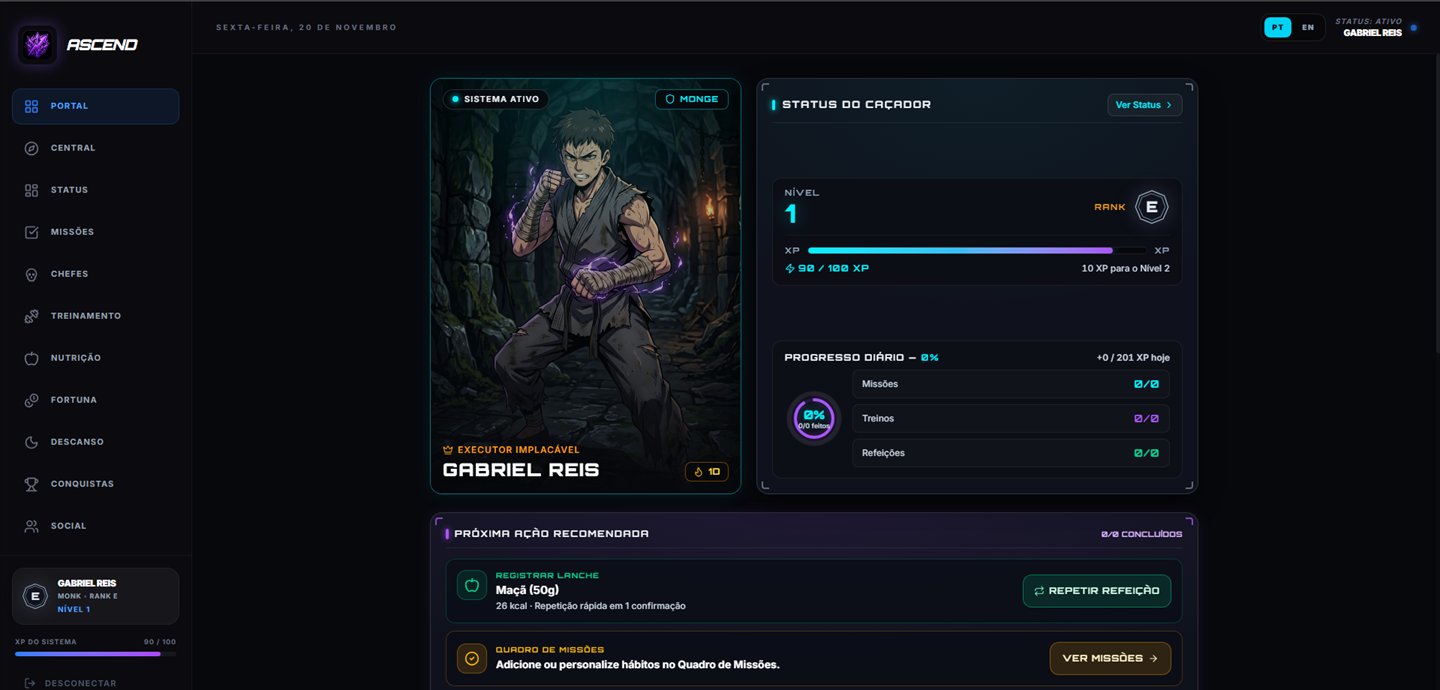 ASCEND
PORTAL
CENTRAL
STATUS
MISSÕES
CHEFES
TREINAMENTO
NUTRIÇÃO
FORTUNA
DESCANSO
CONQUISTAS
SOCIAL
E
GABRIEL REIS
MONK · RANK E
NÍVEL 1
XP DO SISTEMA 90 / 100
DESCONECTAR
SEXTA-FEIRA, 20 DE NOVEMBRO
PT EN
STATUS: ATIVO
GABRIEL REIS
SISTEMA ATIVO
MONGE
EXECUTOR IMPLACÁVEL
GABRIEL REIS
10
STATUS DO CAÇADOR
Ver Status
NÍVEL
1
RANK E
XP XP
90 / 100 XP
10 XP para o Nível 2
PROGRESSO DIÁRIO — 0%
+0 / 201 XP hoje
0%
0/0 feitos
Missões 0/0
Treinos 0/0
Refeições 0/0
PRÓXIMA AÇÃO RECOMENDADA
0/0 CONCLUÍDOS
REGISTRAR LANCHE
Maçã (50g)
26 kcal · Repetição rápida em 1 confirmação
REPETIR REFEIÇÃO
QUADRO DE MISSÕES
Adicione ou personalize hábitos no Quadro de Missões.
VER MISSÕES →